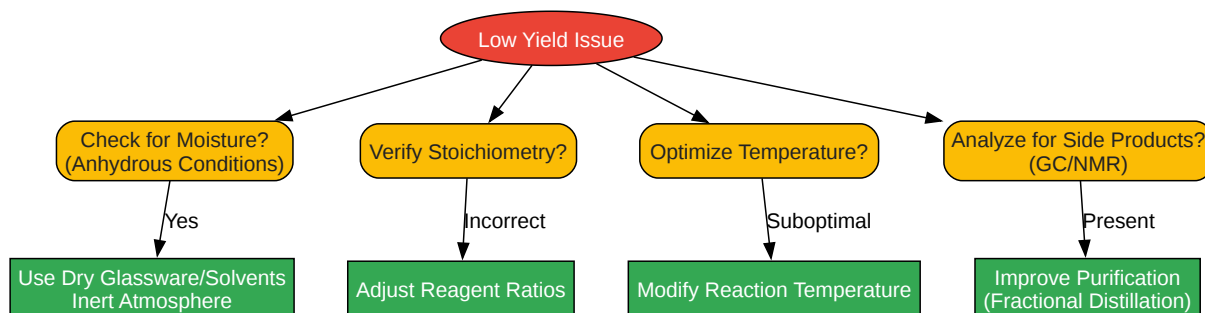 Low Yield Issue
Check for Moisture?
(Anhydrous Conditions)
Verify Stoichiometry?
Optimize Temperature?
Analyze for Side Products?
(GC/NMR)
Yes
Incorrect
Suboptimal
Present
Use Dry Glassware/Solvents
Inert Atmosphere
Adjust Reagent Ratios
Modify Reaction Temperature
Improve Purification
(Fractional Distillation)